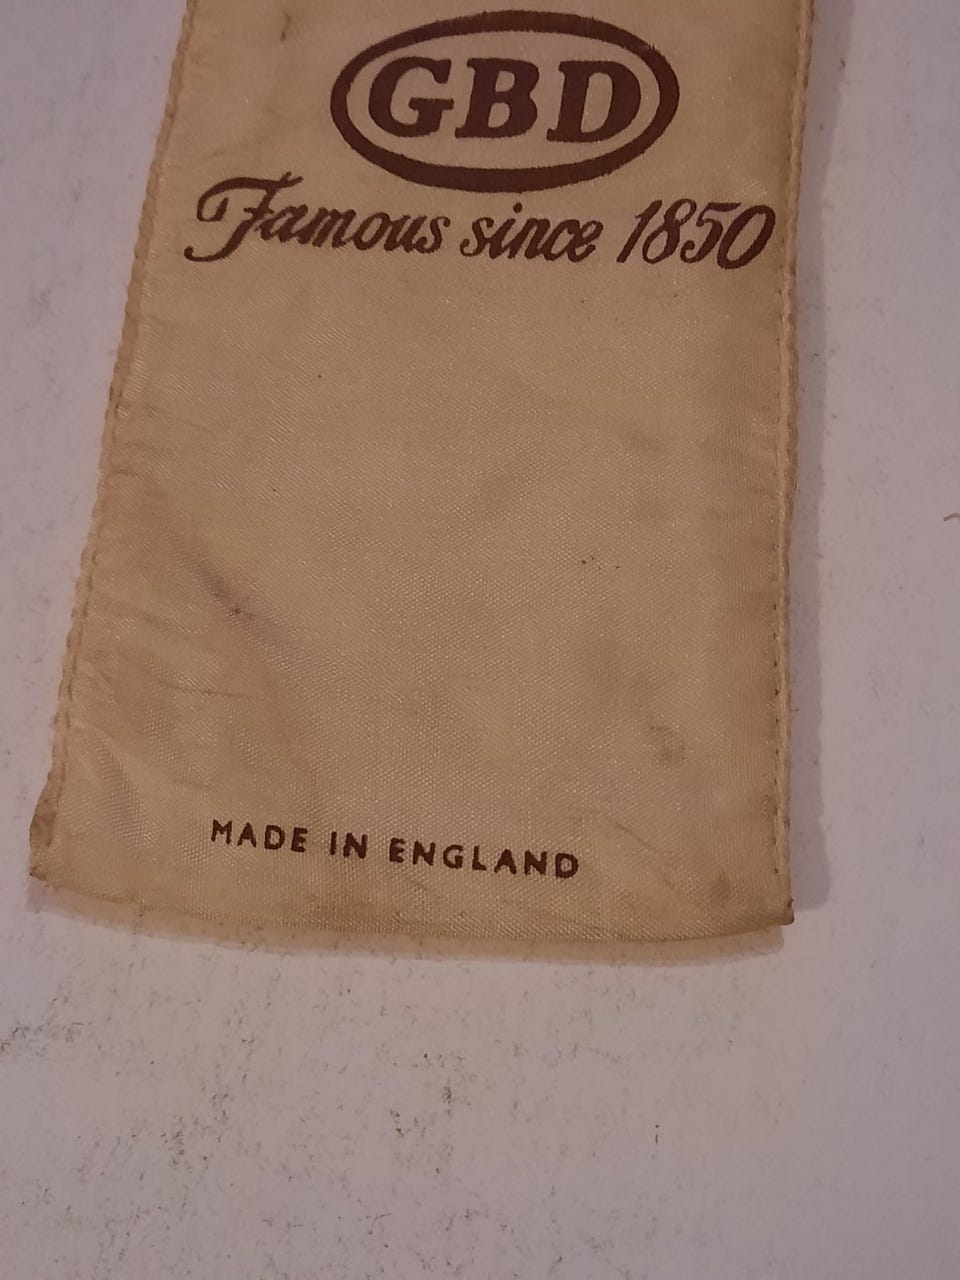 GBD
Famous since 1850
MADE IN ENGLAND